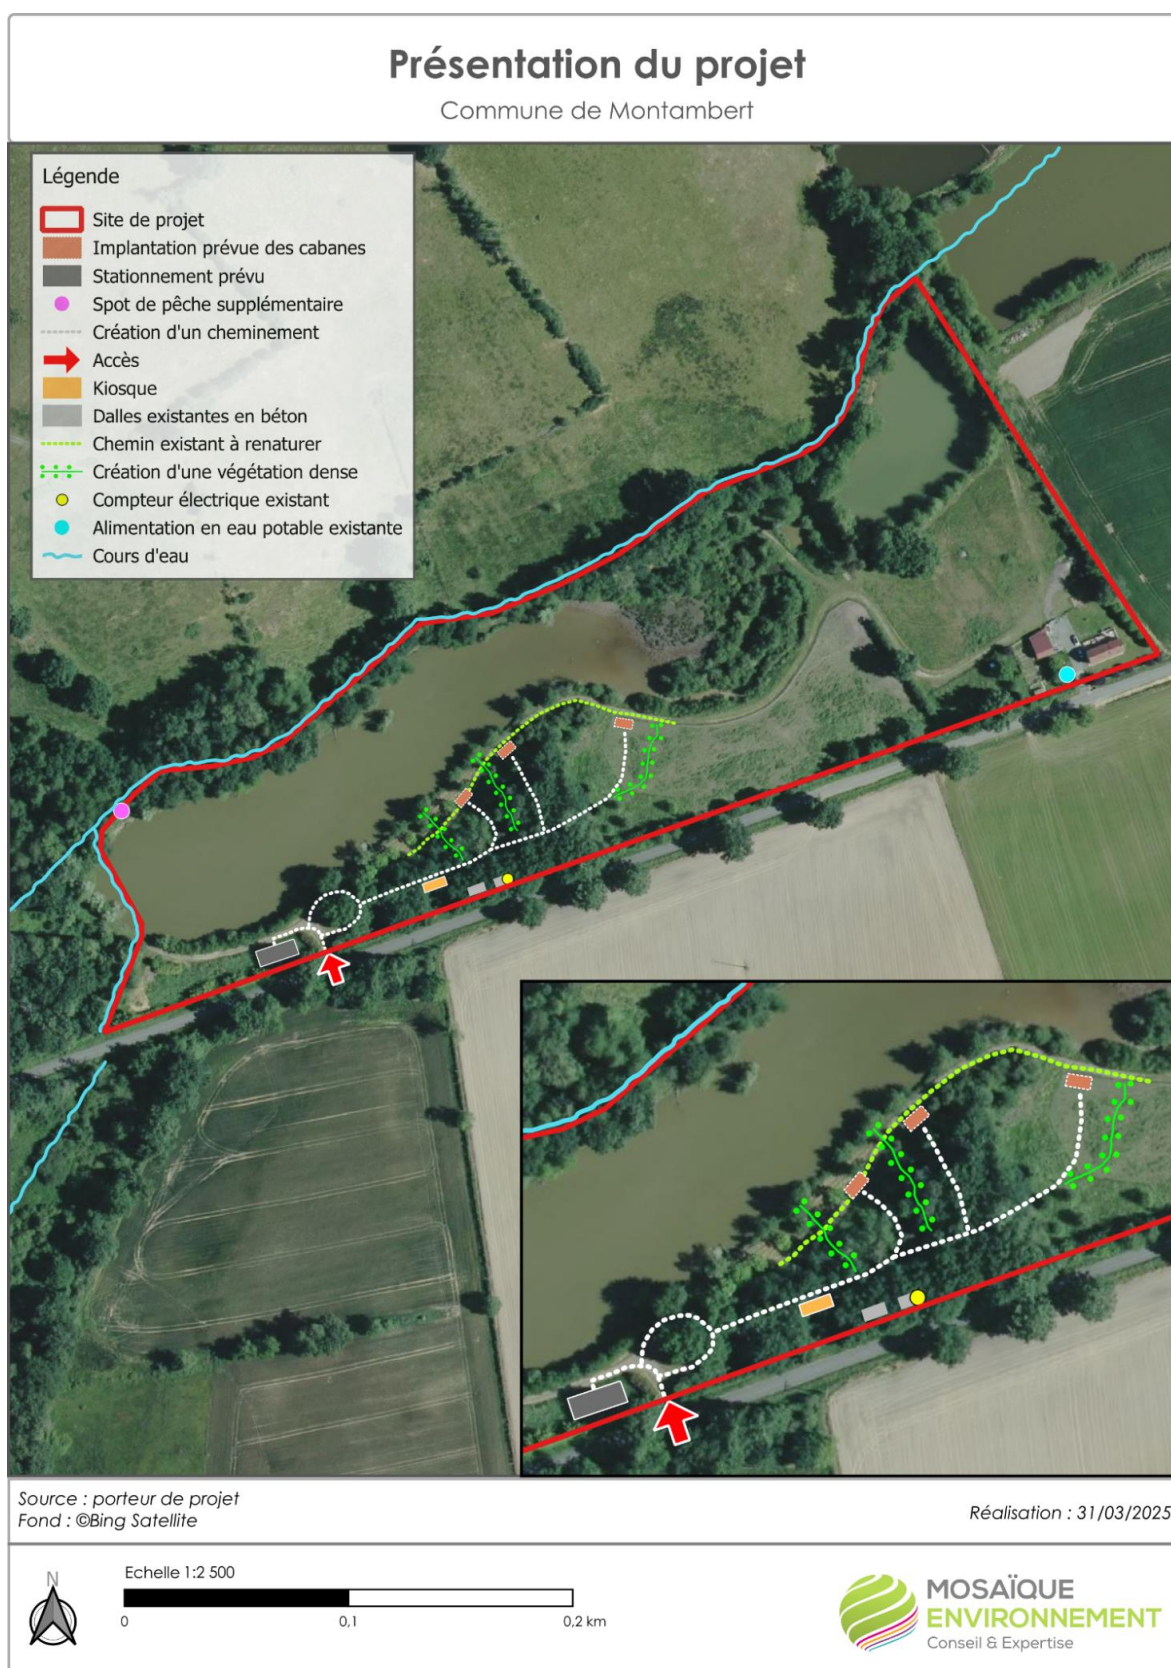 Présentation du projet
Commune de Montambert
Légende
Site de projet
Implantation prévue des cabanes
Stationnement prévu
Spot de pêche supplémentaire
Création d'un cheminement
Accès
Kiosque
Dalles existantes en béton
Chemin existant à renaturer
Création d'une végétation dense
Compteur électrique existant
Alimentation en eau potable existante
Cours d'eau
Source : porteur de projet
Fond : ©Bing Satellite
Réalisation : 31/03/2025
N
Echelle 1:2 500
0 0,1 0,2 km
MOSAÏQUE
ENVIRONNEMENT
Conseil & Expertise